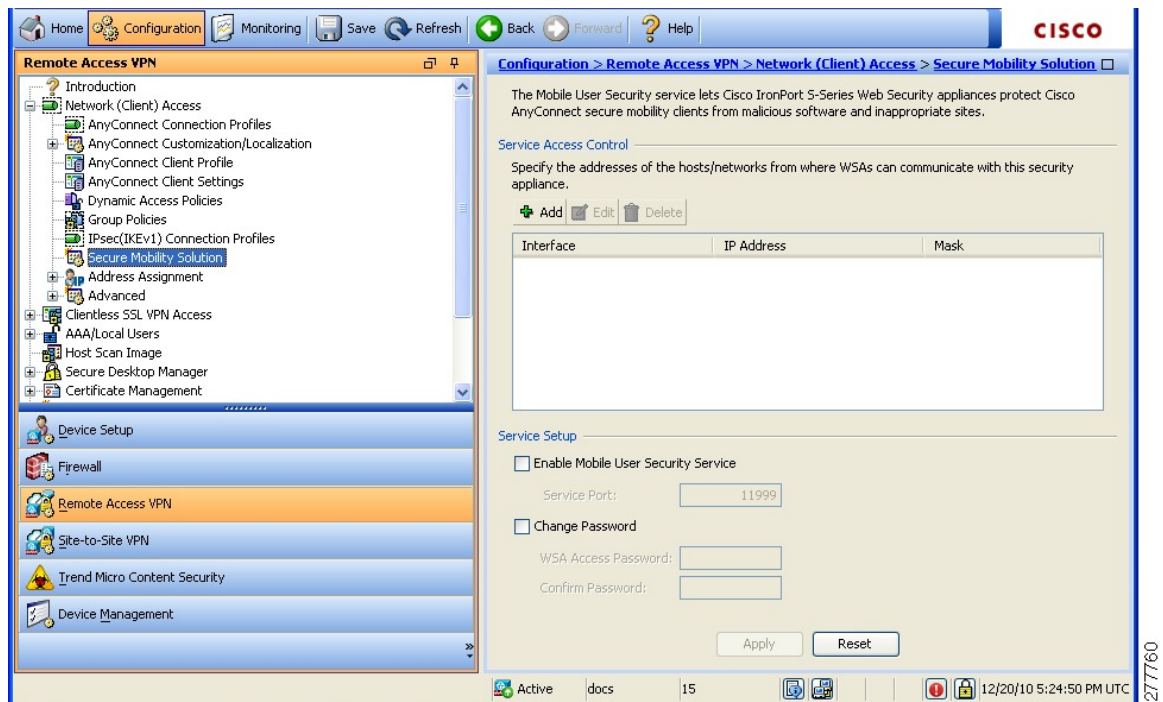 Home Configuration Monitoring Save Refresh Back Forward Help
CISCO
Remote Access VPN
Introduction
Network (Client) Access
AnyConnect Connection Profiles
AnyConnect Customization/Localization
AnyConnect Client Profile
AnyConnect Client Settings
Dynamic Access Policies
Group Policies
IPsec(IKEv1) Connection Profiles
Secure Mobility Solution
Address Assignment
Advanced
Clientless SSL VPN Access
AAA/Local Users
Host Scan Image
Secure Desktop Manager
Certificate Management
Device Setup
Firewall
Remote Access VPN
Site-to-Site VPN
Trend Micro Content Security
Device Management
Configuration > Remote Access VPN > Network (Client) Access > Secure Mobility Solution
The Mobile User Security service lets Cisco IronPort S-Series Web Security appliances protect Cisco
AnyConnect secure mobility clients from malicious software and inappropriate sites.
Service Access Control
Specify the addresses of the hosts/networks from where WSAs can communicate with this security
appliance.
Add Edit Delete
Interface IP Address Mask
Service Setup
Enable Mobile User Security Service
Service Port: 11999
Change Password
WSA Access Password:
Confirm Password:
Apply Reset
Active docs 15 12/20/10 5:24:50 PM UTC
277760